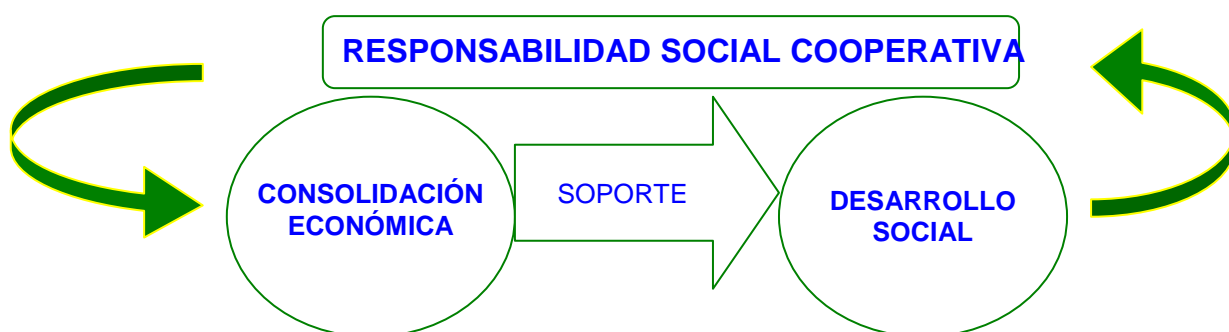 RESPONSABILIDAD SOCIAL COOPERATIVA
CONSOLIDACIÓN
ECONÓMICA
SOPORTE
DESARROLLO
SOCIAL